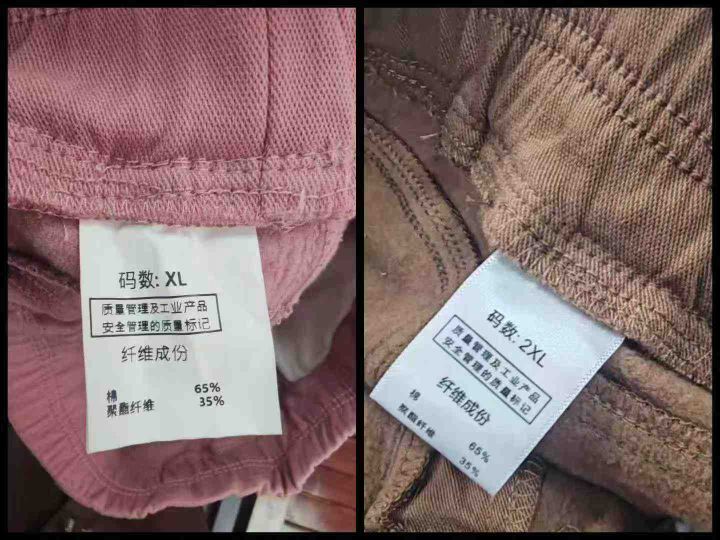 码数: XL
质量管理及工业产品
安全管理的质量标记
纤维成份
棉 65%
聚酯纤维 35%
码数: 2XL
质量管理及工业产品
安全管理的质量标记
纤维成份
棉 65%
聚酯纤维 35%